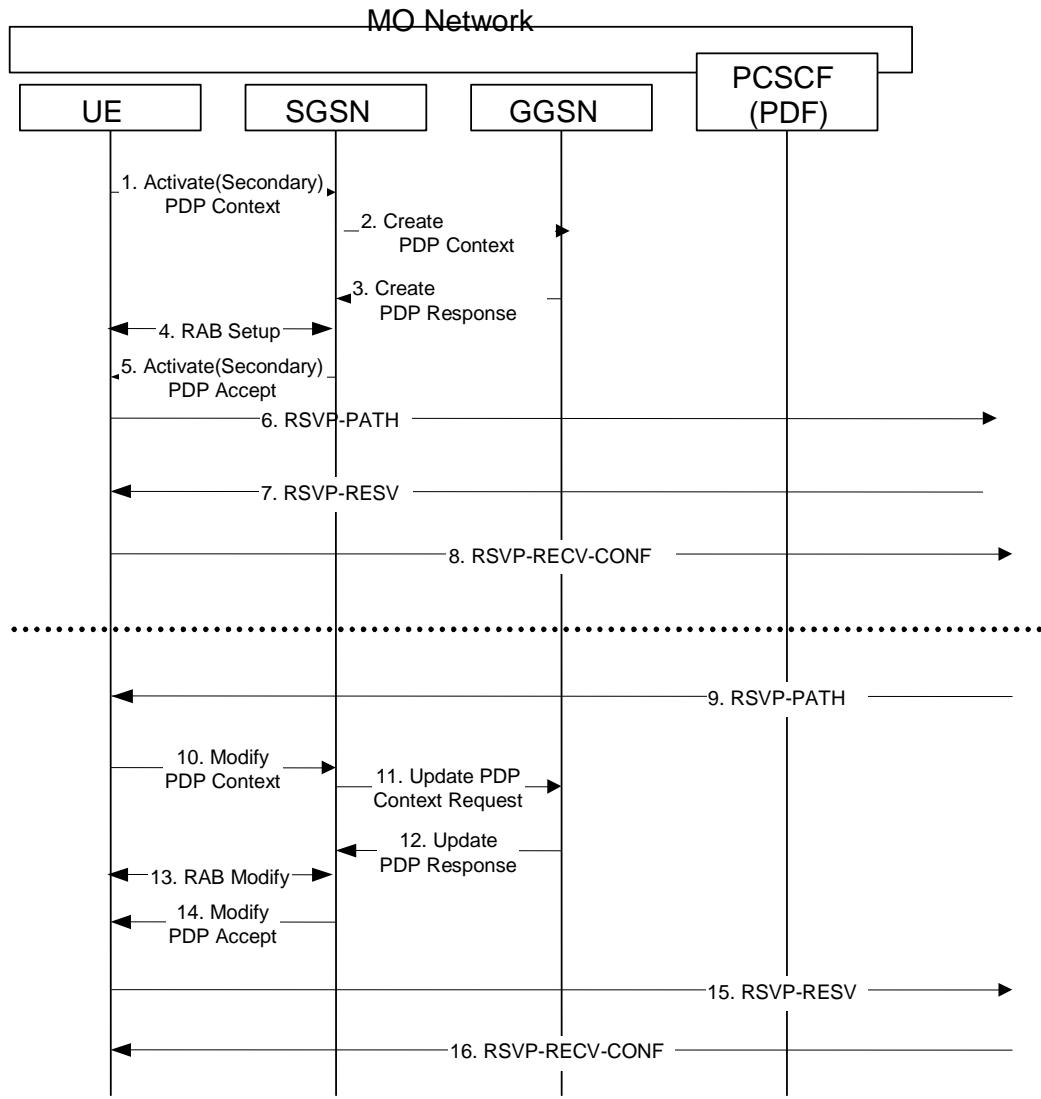 MO Network
UE
SGSN
GGSN
PCSCF
(PDF)
1. Activate(Secondary)
PDP Context
2. Create
PDP Context
3. Create
PDP Response
4. RAB Setup
5. Activate(Secondary)
PDP Accept
6. RSVP-PATH
7. RSVP-RESV
8. RSVP-RECV-CONF
9. RSVP-PATH
10. Modify
PDP Context
11. Update PDP
Context Request
12. Update
PDP Response
13. RAB Modify
14. Modify
PDP Accept
15. RSVP-RESV
16. RSVP-RECV-CONF